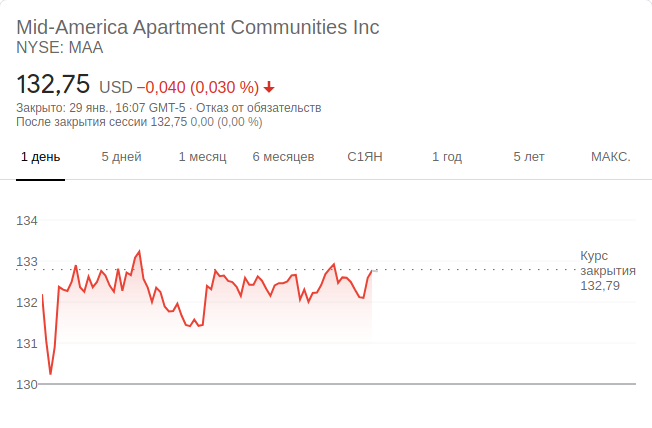 Mid-America Apartment Communities Inc
NYSE: MAA
132,75 USD −0,040 (0,030 %)
Закрыто: 29 янв., 16:07 GMT-5 · Отказ от обязательств
После закрытия сессии 132,75 0,00 (0,00 %)
1 день 5 дней 1 месяц 6 месяцев С1ЯН 1 год 5 лет МАКС.
134
133
132
131
130
Курс
закрытия
132,79